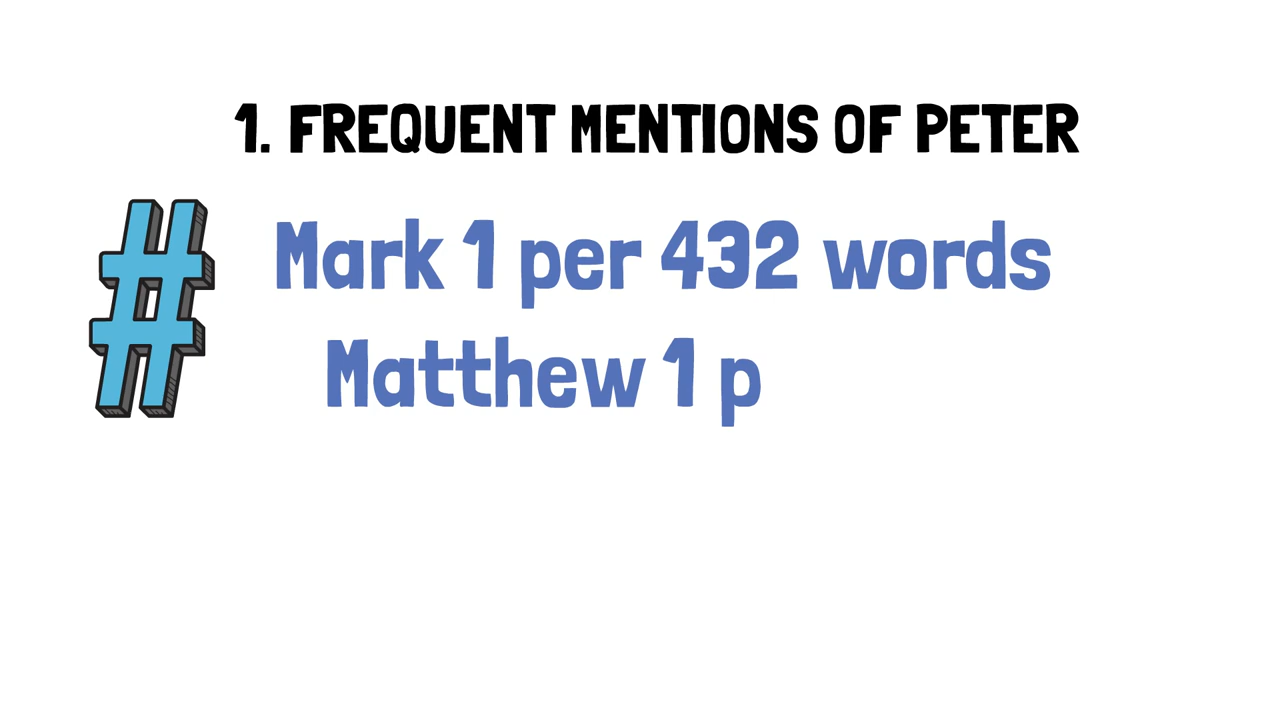 1. FREQUENT MENTIONS OF PETER
# Mark 1 per 432 words
Matthew 1 p